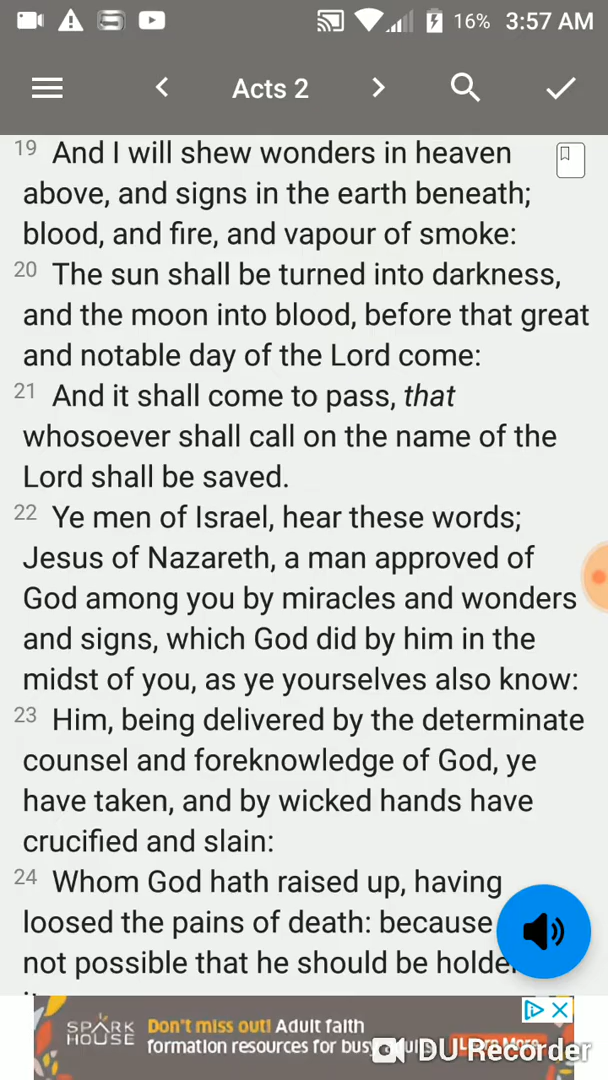 16% 3:57 AM
Acts 2
19 And I will shew wonders in heaven
above, and signs in the earth beneath;
blood, and fire, and vapour of smoke:
20 The sun shall be turned into darkness,
and the moon into blood, before that great
and notable day of the Lord come:
21 And it shall come to pass, that
whosoever shall call on the name of the
Lord shall be saved.
22 Ye men of Israel, hear these words;
Jesus of Nazareth, a man approved of
God among you by miracles and wonders
and signs, which God did by him in the
midst of you, as ye yourselves also know:
23 Him, being delivered by the determinate
counsel and foreknowledge of God, ye
have taken, and by wicked hands have
crucified and slain:
24 Whom God hath raised up, having
loosed the pains of death: because
not possible that he should be holde
SPARK
HOUSE
Don't miss out! Adult faith
formation resources for busy
Learn More
DU Recorder